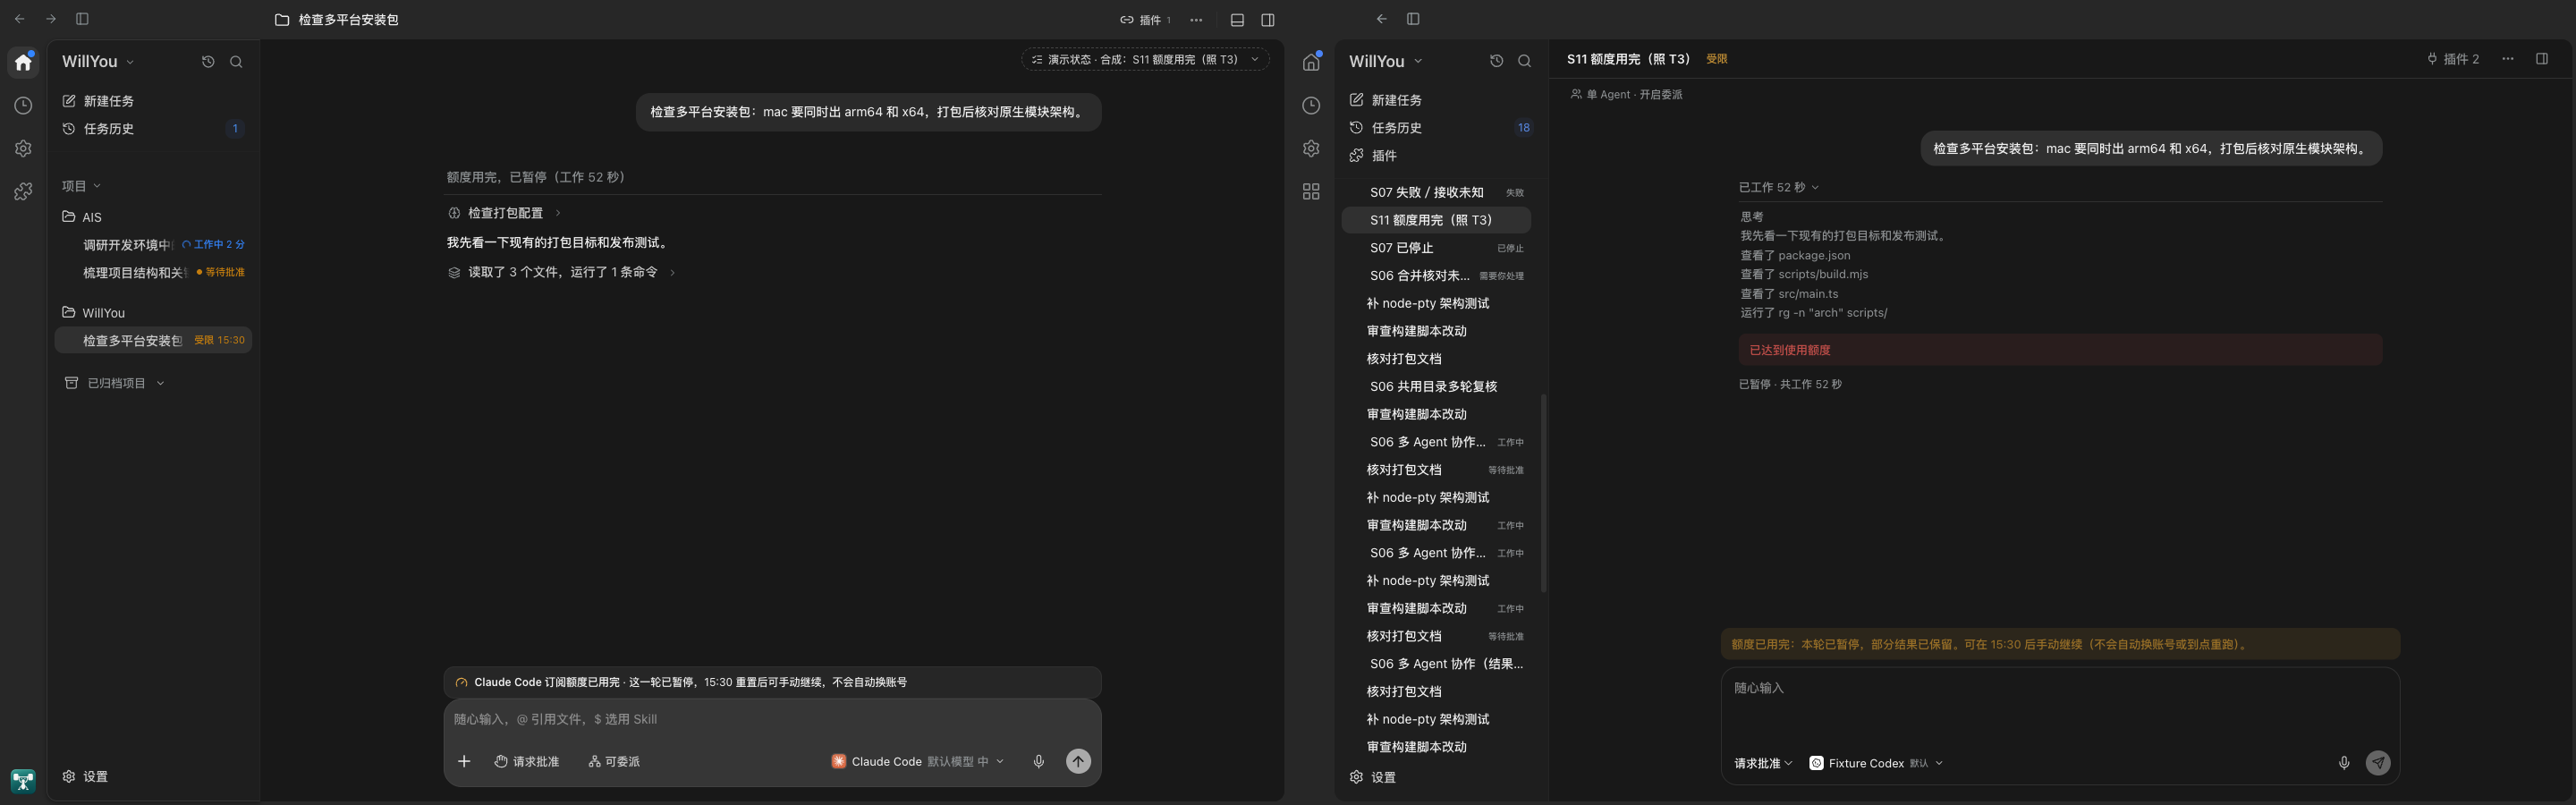 检查多平台安装包
插件 1
WillYou
新建任务
任务历史 1
项目
AIS
调研开发环境中 工作中 2 分
梳理项目结构和关 等待批准
WillYou
检查多平台安装包 受限 15:30
已归档项目
设置
演示状态 · 合成：S11 额度用完（照 T3）
检查多平台安装包：mac 要同时出 arm64 和 x64，打包后核对原生模块架构。
额度用完，已暂停（工作 52 秒）
检查打包配置
我先看一下现有的打包目标和发布测试。
读取了 3 个文件，运行了 1 条命令
Claude Code 订阅额度已用完 · 这一轮已暂停，15:30 重置后可手动继续，不会自动换账号
随心输入，@ 引用文件，$ 选用 Skill
请求批准
可委派
Claude Code 默认模型 中
WillYou
新建任务
任务历史 18
插件
S07 失败 / 接收未知 失败
S11 额度用完（照 T3）
S07 已停止 已停止
S06 合并核对未... 需要你处理
补 node-pty 架构测试
审查构建脚本改动
核对打包文档
S06 共用目录多轮复核
审查构建脚本改动
S06 多 Agent 协作... 工作中
核对打包文档 等待批准
补 node-pty 架构测试
审查构建脚本改动 工作中
S06 多 Agent 协作... 工作中
补 node-pty 架构测试
审查构建脚本改动 工作中
核对打包文档 等待批准
S06 多 Agent 协作（结果...
核对打包文档
补 node-pty 架构测试
审查构建脚本改动
设置
S11 额度用完（照 T3） 受限
插件 2
单 Agent · 开启委派
检查多平台安装包：mac 要同时出 arm64 和 x64，打包后核对原生模块架构。
已工作 52 秒
思考
我先看一下现有的打包目标和发布测试。
查看了 package.json
查看了 scripts/build.mjs
查看了 src/main.ts
运行了 rg -n "arch" scripts/
已达到使用额度
已暂停 · 共工作 52 秒
额度已用完：本轮已暂停，部分结果已保留。可在 15:30 后手动继续（不会自动换账号或到点重跑）。
随心输入
请求批准
Fixture Codex 默认